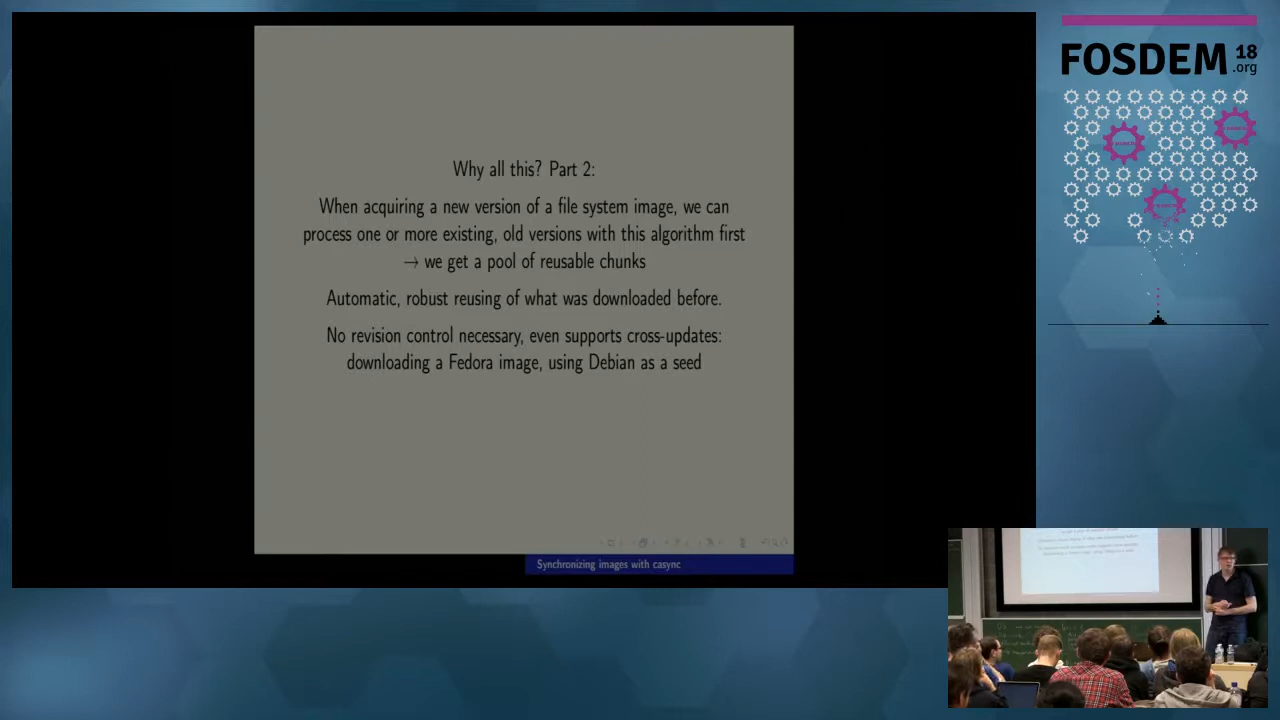 Why all this? Part 2:
When acquiring a new version of a file system image, we can
process one or more existing, old versions with this algorithm first
→ we get a pool of reusable chunks
Automatic, robust reusing of what was downloaded before.
No revision control necessary, even supports cross-updates:
downloading a Fedora image, using Debian as a seed
Synchronizing images with casync
FOSDEM 18
.org